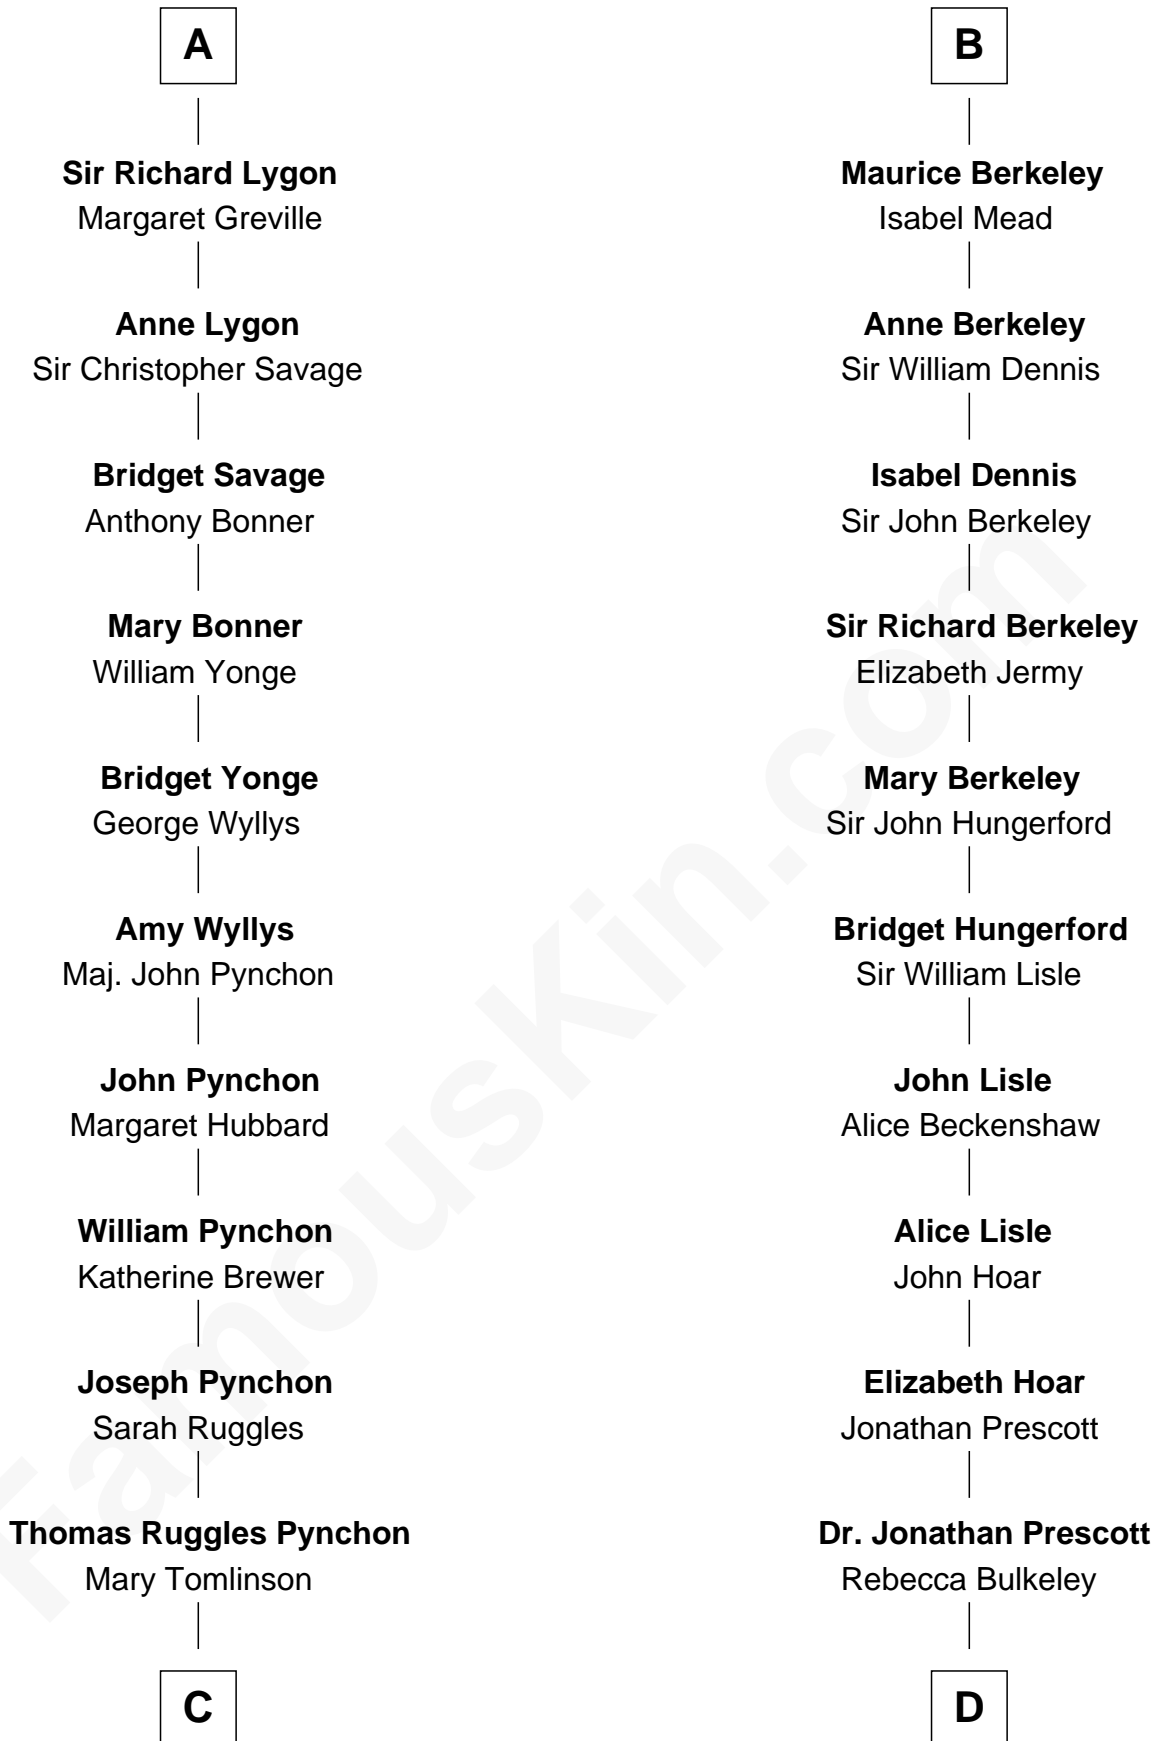 A
Sir Richard Lygon
Margaret Greville
Anne Lygon
Sir Christopher Savage
Bridget Savage
Anthony Bonner
Mary Bonner
William Yonge
Bridget Yonge
George Wyllys
Amy Wyllys
Maj. John Pynchon
John Pynchon
Margaret Hubbard
William Pynchon
Katherine Brewer
Joseph Pynchon
Sarah Ruggles
Thomas Ruggles Pynchon
Mary Tomlinson
C
B
Maurice Berkeley
Isabel Mead
Anne Berkeley
Sir William Dennis
Isabel Dennis
Sir John Berkeley
Sir Richard Berkeley
Elizabeth Jermy
Mary Berkeley
Sir John Hungerford
Bridget Hungerford
Sir William Lisle
John Lisle
Alice Beckenshaw
Alice Lisle
John Hoar
Elizabeth Hoar
Jonathan Prescott
Dr. Jonathan Prescott
Rebecca Bulkeley
D
FamousKin.com